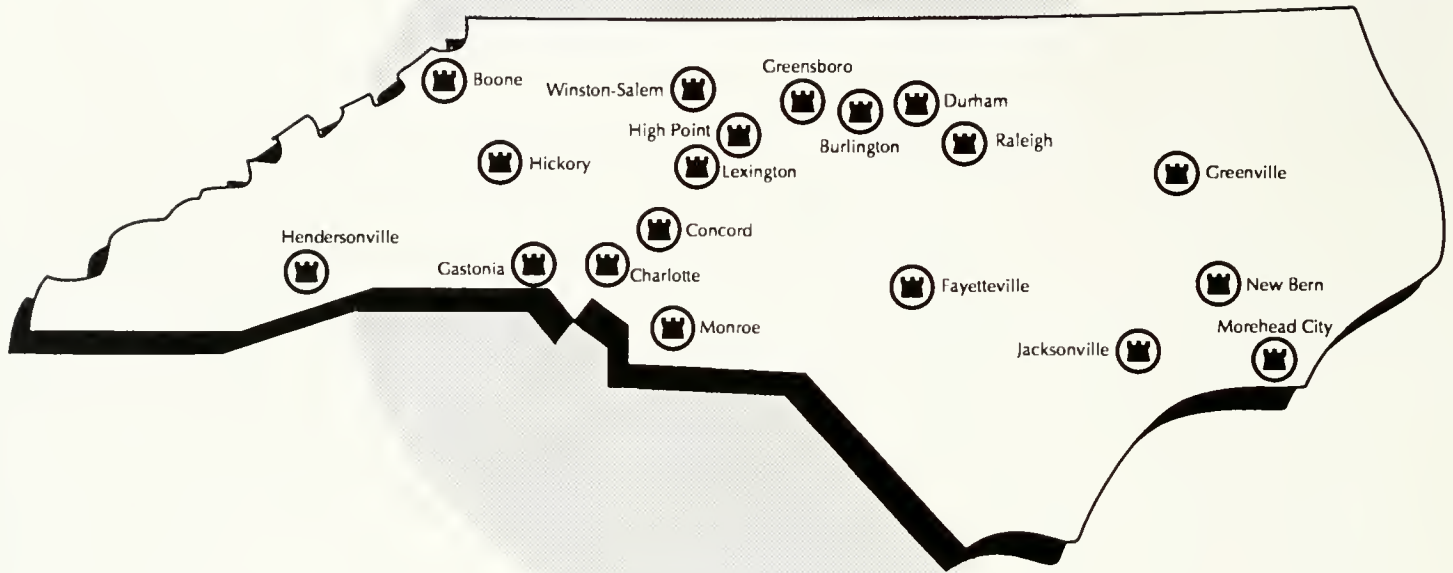 Boone
Winston-Salem
Greensboro
Durham
High Point
Burlington
Raleigh
Hickory
Lexington
Greenville
Concord
Hendersonville
Gastonia
Charlotte
Fayetteville
New Bern
Monroe
Morehead City
Jacksonville